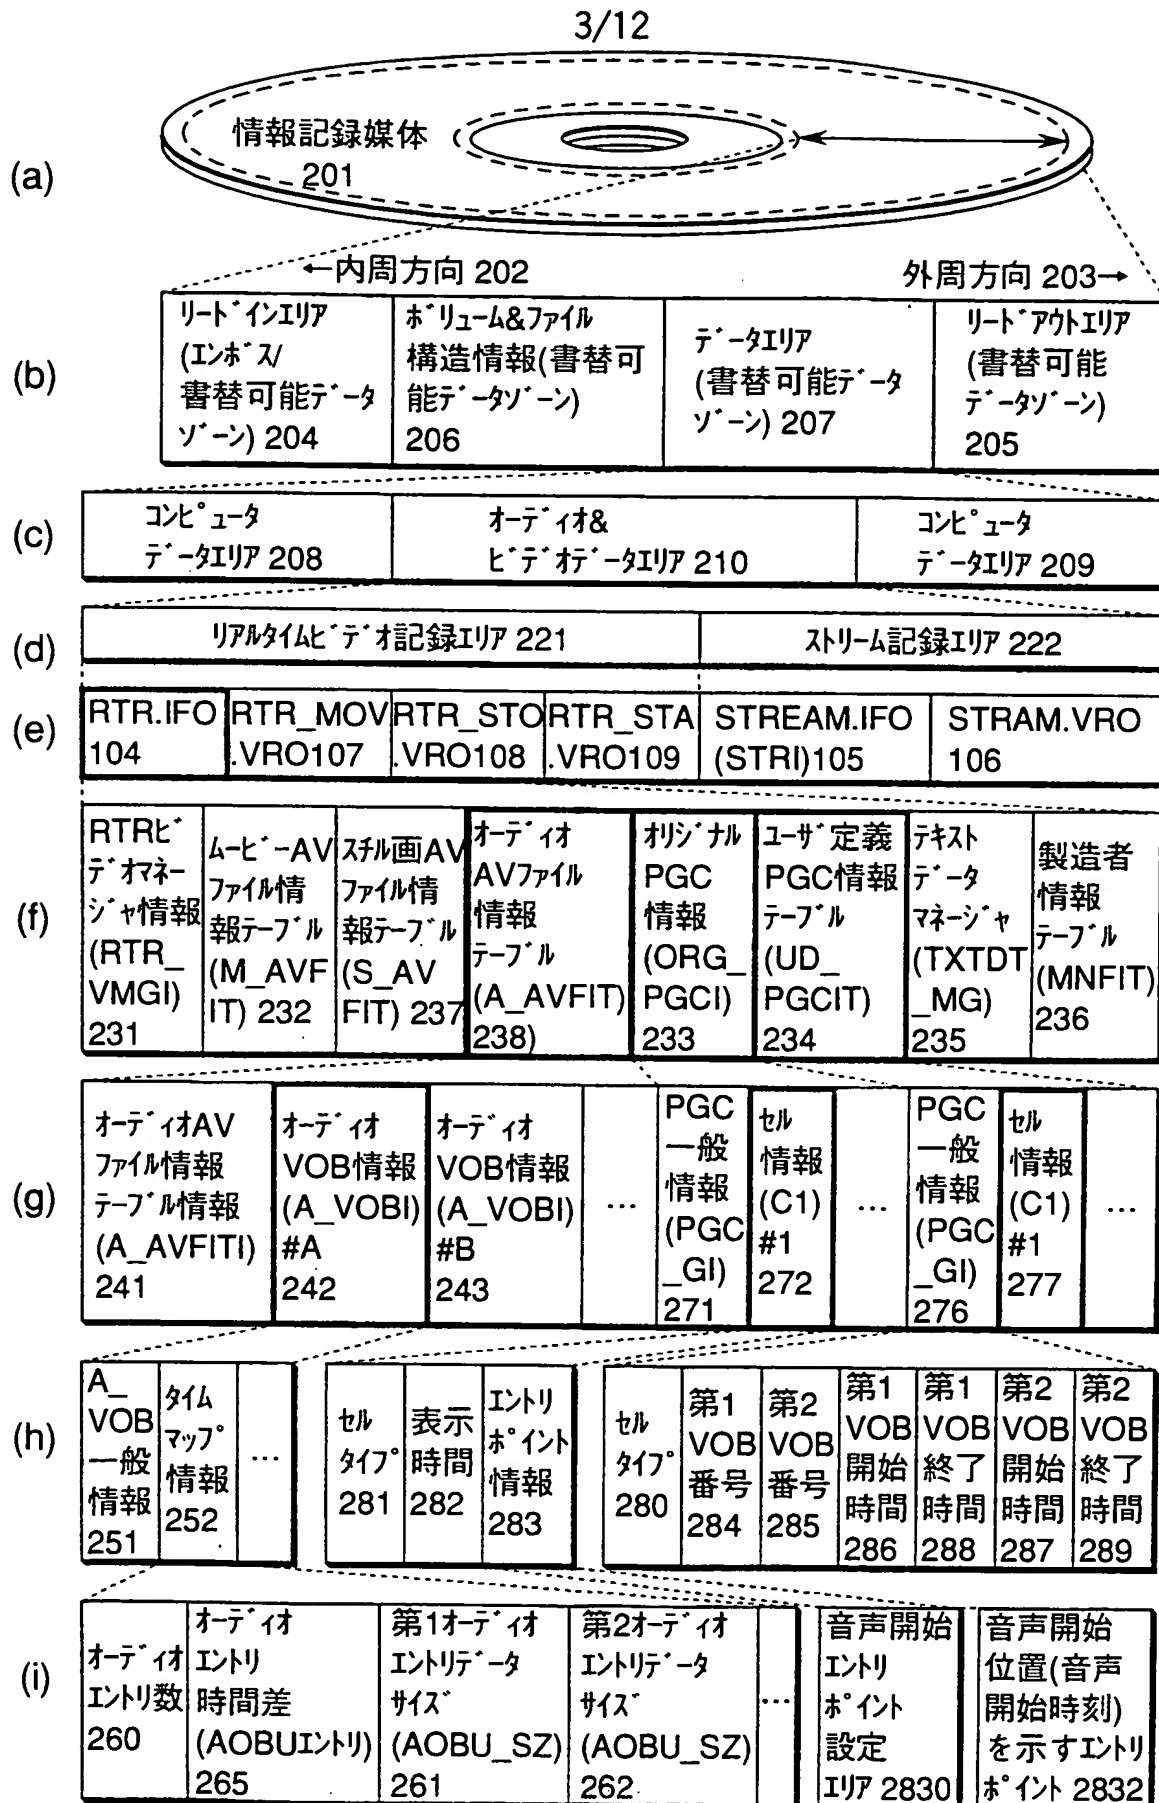 3/12
(a)
情報記録媒体
201
←内周方向 202
外周方向 203→
(b)
リードインエリア
(エンボス/
書替可能データ
ゾーン) 204
ボリューム&ファイル
構造情報(書替可
能データゾーン)
206
データエリア
(書替可能データ
ゾーン) 207
リードアウトエリア
(書替可能
データゾーン)
205
(c)
コンピュータ
データエリア 208
オーディオ&
ビデオデータエリア 210
コンピュータ
データエリア 209
(d)
リアルタイムビデオ記録エリア 221
ストリーム記録エリア 222
(e)
RTR.IFO
104
RTR_MOV
.VRO107
RTR_STO
.VRO108
RTR_STA
.VRO109
STREAM.IFO
(STRI)105
STRAM.VRO
106
(f)
RTRビ
デオマネー
ジャ情報
(RTR_
VMGI)
231
ムービーAV
ファイル情
報テーブル
(M_AVF
IT) 232
スチル画AV
ファイル情
報テーブル
(S_AV
FIT) 237
オーディオ
AVファイル
情報
テーブル
(A_AVFIT)
238)
オリジナル
PGC
情報
(ORG_
PGCI)
233
ユーザ定義
PGC情報
テーブル
(UD_
PGCIT)
234
テキスト
データ
マネージャ
(TXTDT
_MG)
235
製造者
情報
テーブル
(MNFIT)
236
(g)
オーディオAV
ファイル情報
テーブル情報
(A_AVFITI)
241
オーディオ
VOB情報
(A_VOBI)
#A
242
オーディオ
VOB情報
(A_VOBI)
#B
243
…
PGC
一般
情報
(PGC
_GI)
271
セル
情報
(C1)
#1
272
…
PGC
一般
情報
(PGC
_GI)
276
セル
情報
(C1)
#1
277
…
(h)
A_
VOB
一般
情報
251
タイム
マップ
情報
252
…
セル
タイプ
281
表示
時間
282
エントリ
ポイント
情報
283
セル
タイプ
280
第1
VOB
番号
284
第2
VOB
番号
285
第1
VOB
開始
時間
286
第1
VOB
終了
時間
288
第2
VOB
開始
時間
287
第2
VOB
終了
時間
289
(i)
オーディオ
エントリ数
260
オーディオ
エントリ
時間差
(AOBUエントリ)
265
第1オーディオ
エントリデータ
サイズ
(AOBU_SZ)
261
第2オーディオ
エントリデータ
サイズ
(AOBU_SZ)
262
…
音声開始
エントリ
ポイント
設定
エリア 2830
音声開始
位置(音声
開始時刻)
を示すエントリ
ポイント 2832